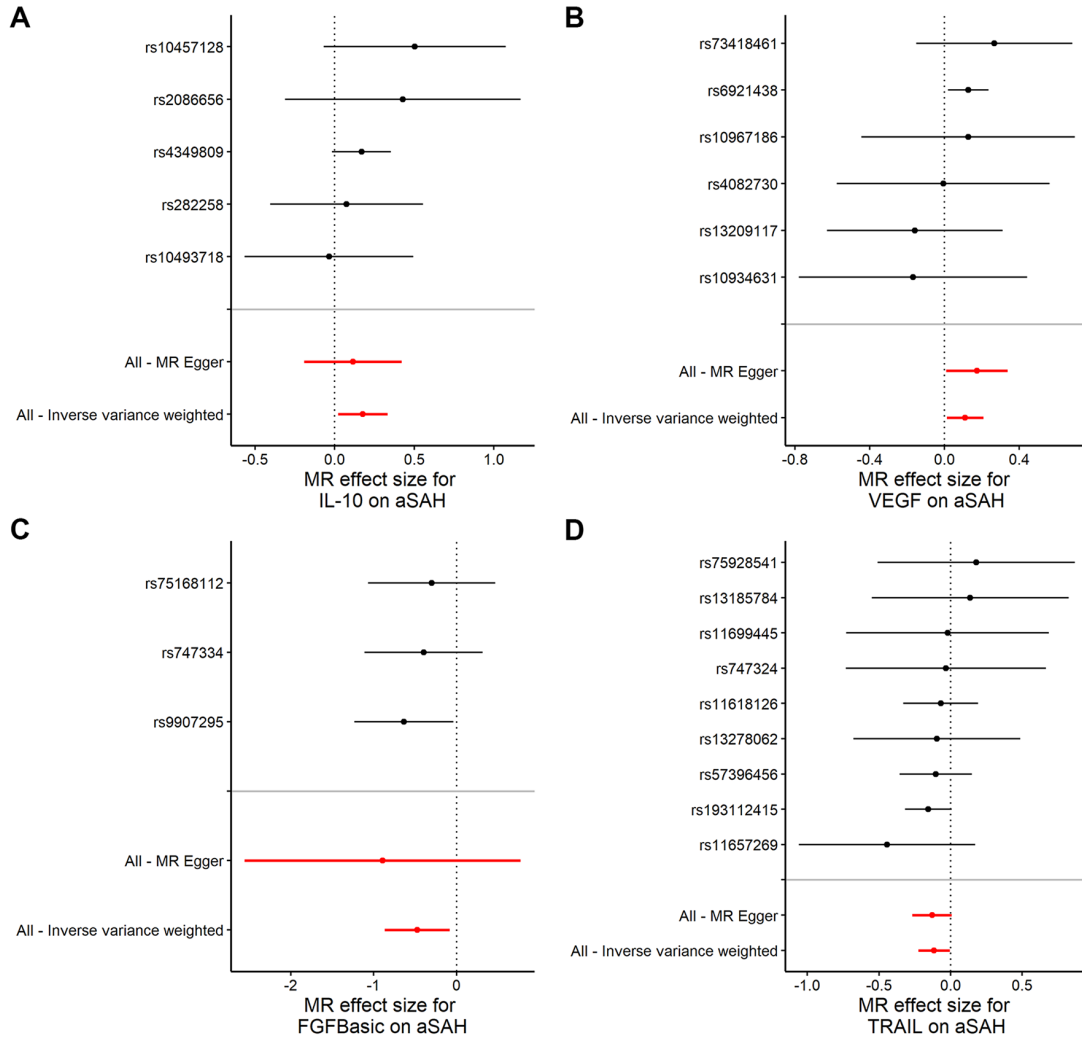 A
rs10457128
rs2086656
rs4349809
rs282258
rs10493718
All - MR Egger
All - Inverse variance weighted
-0.5 0.0 0.5 1.0
MR effect size for
IL-10 on aSAH
B
rs73418461
rs6921438
rs10967186
rs4082730
rs13209117
rs10934631
All - MR Egger
All - Inverse variance weighted
-0.8 -0.4 0.0 0.4
MR effect size for
VEGF on aSAH
C
rs75168112
rs747334
rs9907295
All - MR Egger
All - Inverse variance weighted
-2 -1 0
MR effect size for
FGFBasic on aSAH
D
rs75928541
rs13185784
rs11699445
rs747324
rs11618126
rs13278062
rs57396456
rs193112415
rs11657269
All - MR Egger
All - Inverse variance weighted
-1.0 -0.5 0.0 0.5
MR effect size for
TRAIL on aSAH